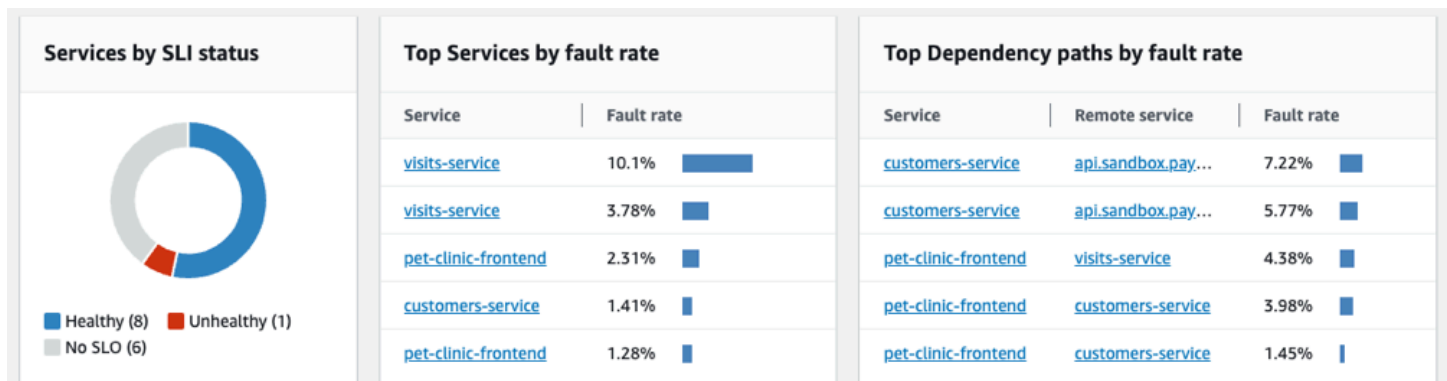 Services by SLI status
Healthy (8) Unhealthy (1)
No SLO (6)
Top Services by fault rate
Service Fault rate
visits-service 10.1%
visits-service 3.78%
pet-clinic-frontend 2.31%
customers-service 1.41%
pet-clinic-frontend 1.28%
Top Dependency paths by fault rate
Service Remote service Fault rate
customers-service api.sandbox.pay... 7.22%
customers-service api.sandbox.pay... 5.77%
pet-clinic-frontend visits-service 4.38%
pet-clinic-frontend customers-service 3.98%
pet-clinic-frontend customers-service 1.45%